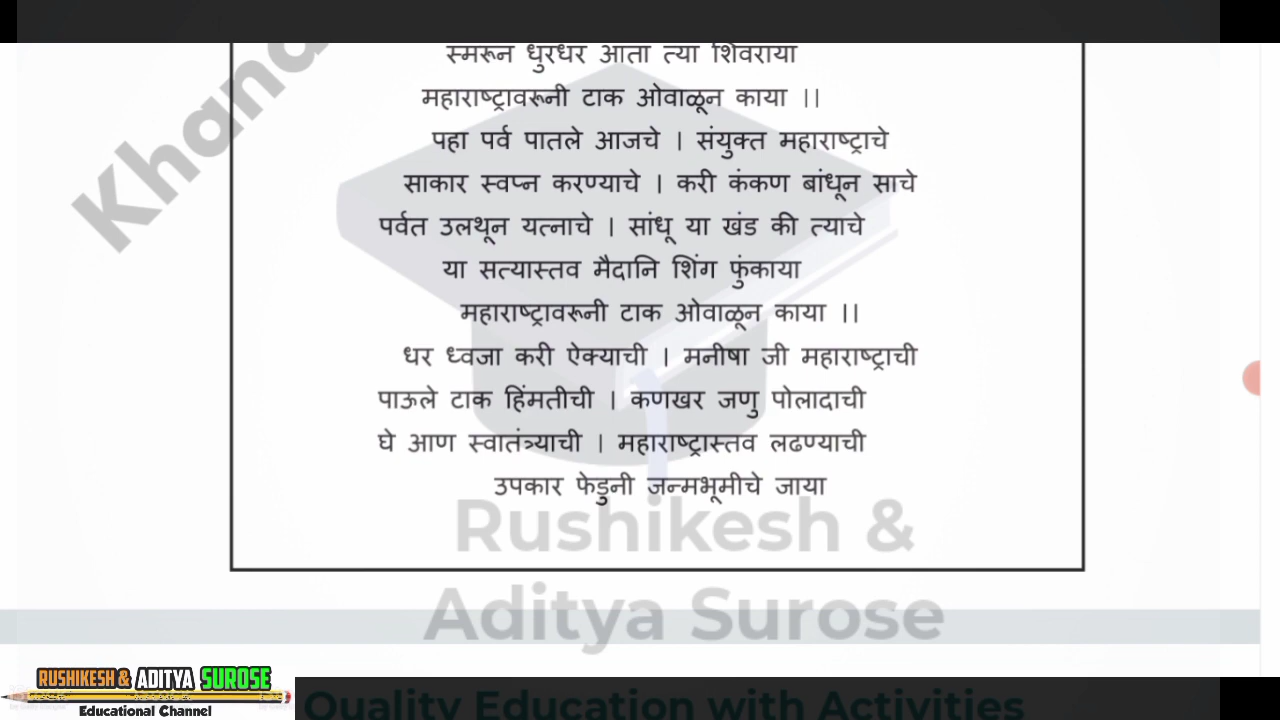 स्मरून धुरधर आता त्या शिवराया
महाराष्ट्रावरूनी टाक ओवाळून काया ||
पहा पर्व पातले आजचे | संयुक्त महाराष्ट्राचे
साकार स्वप्न करण्याचे | करी कंकण बांधून साचे
पर्वत उलथून यत्नाचे | सांधू या खंड की त्याचे
या सत्यास्तव मैदानि शिंग फुंकाया
महाराष्ट्रावरूनी टाक ओवाळून काया ||
धर ध्वजा करी ऐक्याची | मनीषा जी महाराष्ट्राची
पाऊले टाक हिंमतीची | कणखर जणु पोलादाची
घे आण स्वातंत्र्याची | महाराष्ट्रास्तव लढण्याची
उपकार फेडुनी जन्मभूमीचे जाया
Rushikesh &
Aditya Surose
RUSHIKESH & ADITYA SUROSE
Educational Channel
Quality Education with Activities